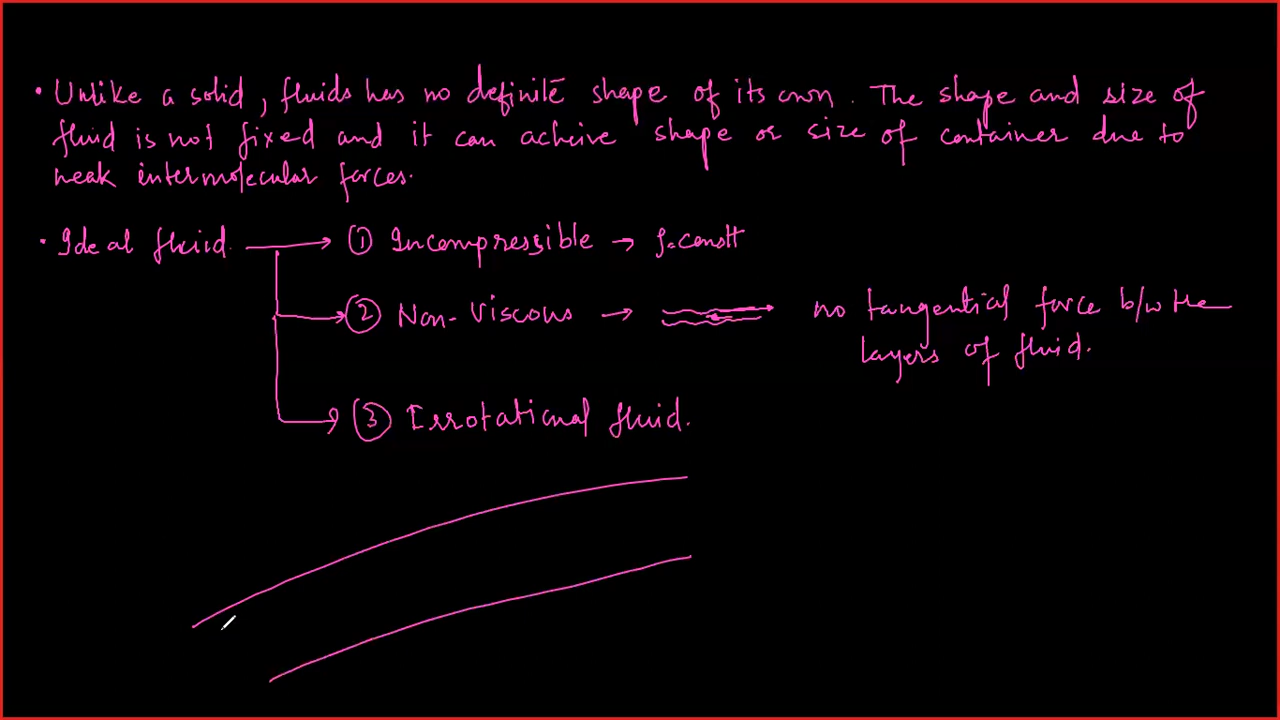 • Unlike a solid, fluids has no definite shape of its own. The shape and size of
fluid is not fixed and it can acheive shape or size of container due to
weak intermolecular forces.
• Ideal fluid. → ① Incompressible → ρ=constt
② Non-Viscous → no tangential force b/w the
layers of fluid.
③ Irrotational fluid.